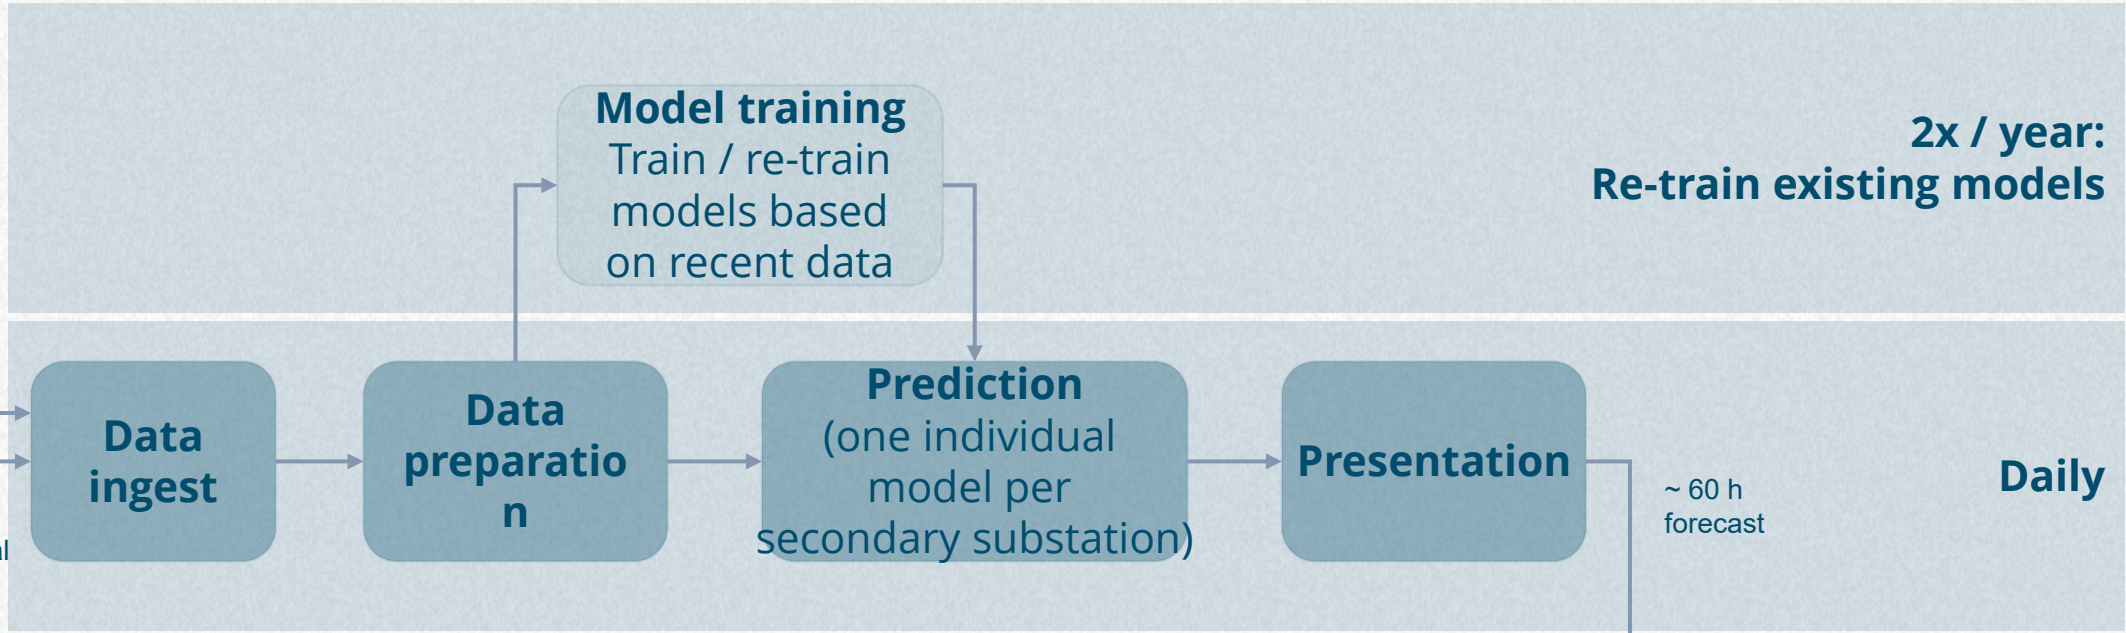 Model training
Train / re-train
models based
on recent data
2x / year:
Re-train existing models
Data
ingest
Data
preparatio
n
Prediction
(one individual
model per
secondary substation)
Presentation
~ 60 h
forecast
Daily